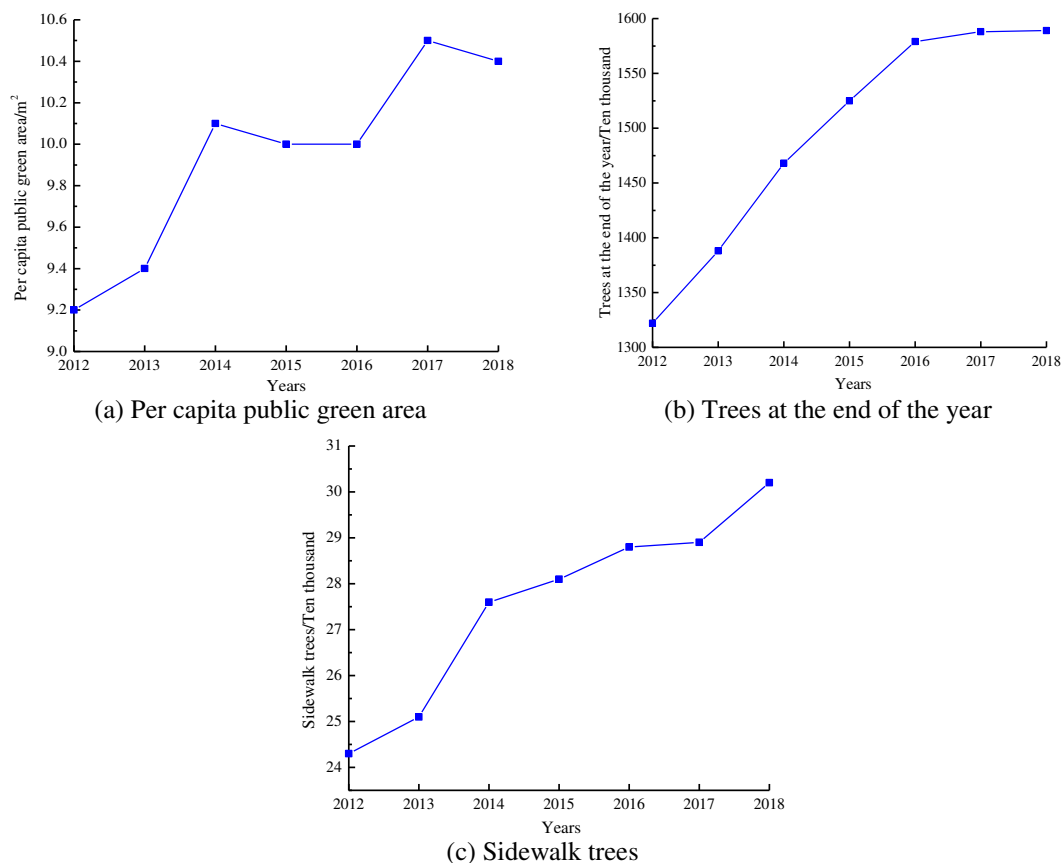 10.6
10.4
10.2
10.0
9.8
9.6
9.4
9.2
9.0
Per capita public green area/m²
2012 2013 2014 2015 2016 2017 2018
Years
(a) Per capita public green area
1600
1550
1500
1450
1400
1350
1300
Trees at the end of the year/Ten thousand
2012 2013 2014 2015 2016 2017 2018
Years
(b) Trees at the end of the year
31
30
29
28
27
26
25
24
Sidewalk trees/Ten thousand
2012 2013 2014 2015 2016 2017 2018
Years
(c) Sidewalk trees